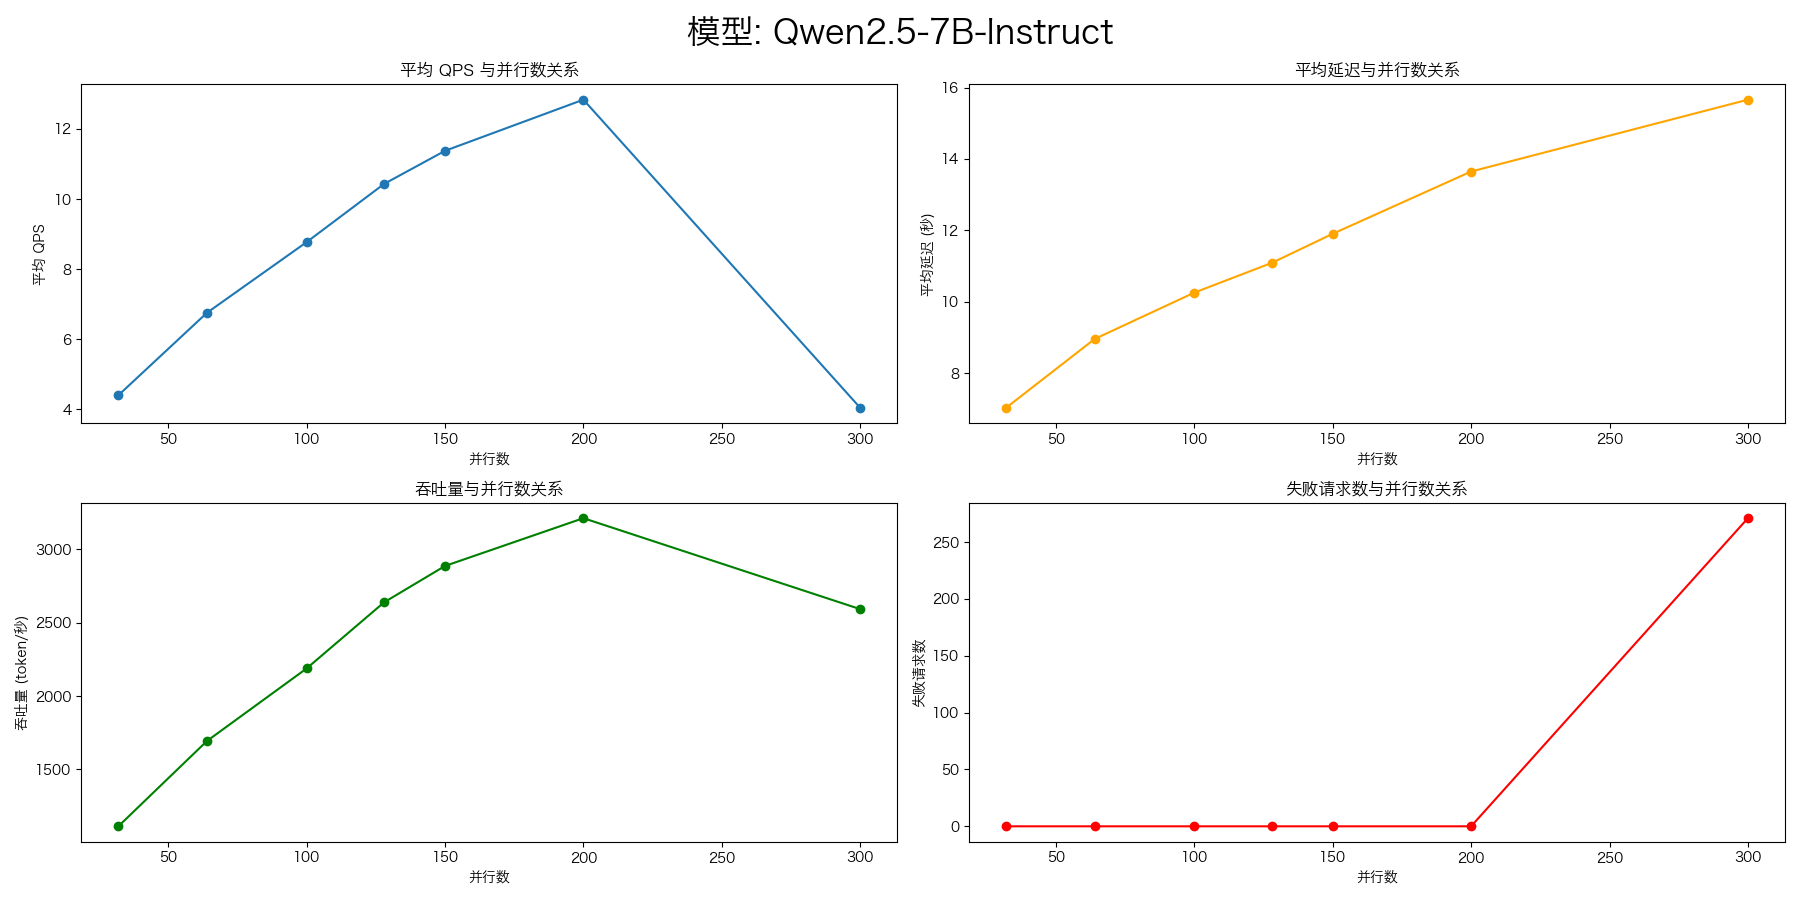 模型: Qwen2.5-7B-Instruct
平均 QPS 与并行数关系
平均 QPS
12
10
8
6
4
50 100 150 200 250 300
并行数
平均延迟与并行数关系
平均延迟 (秒)
16
14
12
10
8
50 100 150 200 250 300
并行数
吞吐量与并行数关系
吞吐量 (token/秒)
3000
2500
2000
1500
50 100 150 200 250 300
并行数
失败请求数与并行数关系
失败请求数
250
200
150
100
50
0
50 100 150 200 250 300
并行数